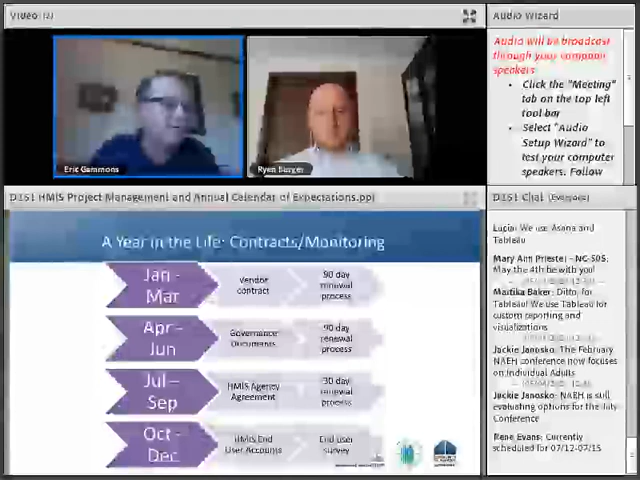 Video (2)
Eric Gammons
Ryan Burger
Audio Wizard
Audio will be broadcast
through your computer
speakers
Click the "Meeting"
tab on the top left
tool bar
Select "Audio
Setup Wizard" to
test your computer
speakers. Follow
D1S1 HMIS Project Management and Annual Calendar of Expectations.ppt
A Year in the Life: Contracts/Monitoring
Jan -
Mar
Vendor
contract
90 day
renewal
process
Apr -
Jun
Governance
Documents
90 day
renewal
process
Jul –
Sep
HMIS Agency
Agreement
30 day
renewal
process
Oct -
Dec
HMIS End
User Accounts
End user
survey
D1S1 Chat (Everyone)
Lucia: We use Asana and
Tableau
Mary Ann Priester - NC-505:
May the 4th be with you!
Martika Baker: Ditto, for
Tableau! We use Tableau for
custom reporting and
visualizations
Jackie Janosko: The February
NAEH conference now focuses
on Individual Adults
Jackie Janosko: NAEH is still
evaluating options for the July
Conference
Rene Evans: Currently
scheduled for 07/12-07/15